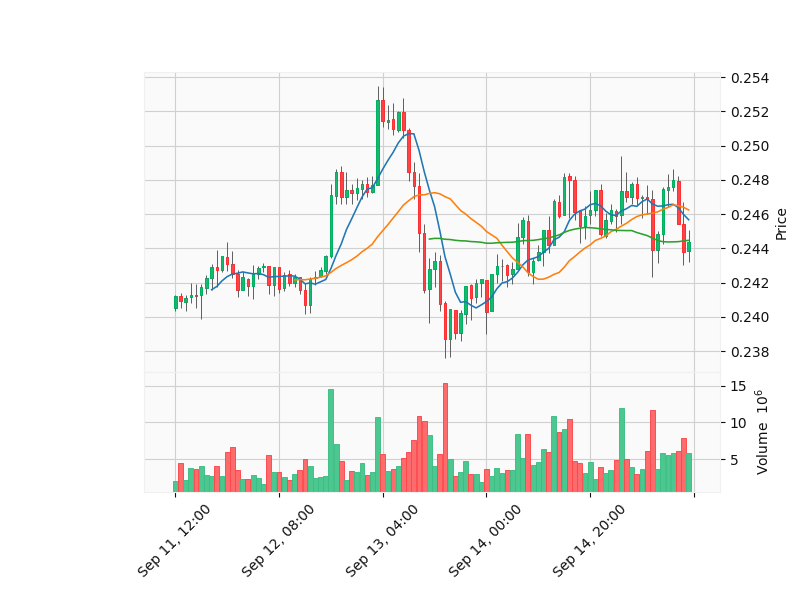 0.254
0.252
0.250
0.248
0.246
0.244
0.242
0.240
0.238
Price
15
10
5
Volume 10^6
Sep 11, 12:00
Sep 12, 08:00
Sep 13, 04:00
Sep 14, 00:00
Sep 14, 20:00